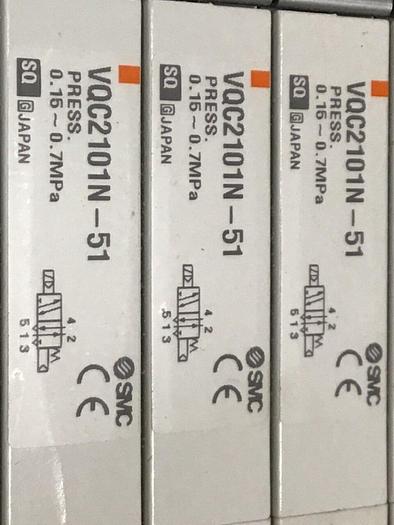 VQC2101N-51
PRESS.
0.15~0.7MPa
SQ G JAPAN
4 2
5 1 3
SMC
CE
VQC2101N-51
PRESS.
0.15~0.7MPa
SQ G JAPAN
4 2
5 1 3
SMC
CE
VQC2101N-51
PRESS.
0.15~0.7MPa
SQ G JAPAN
4 2
5 1 3
SMC
CE